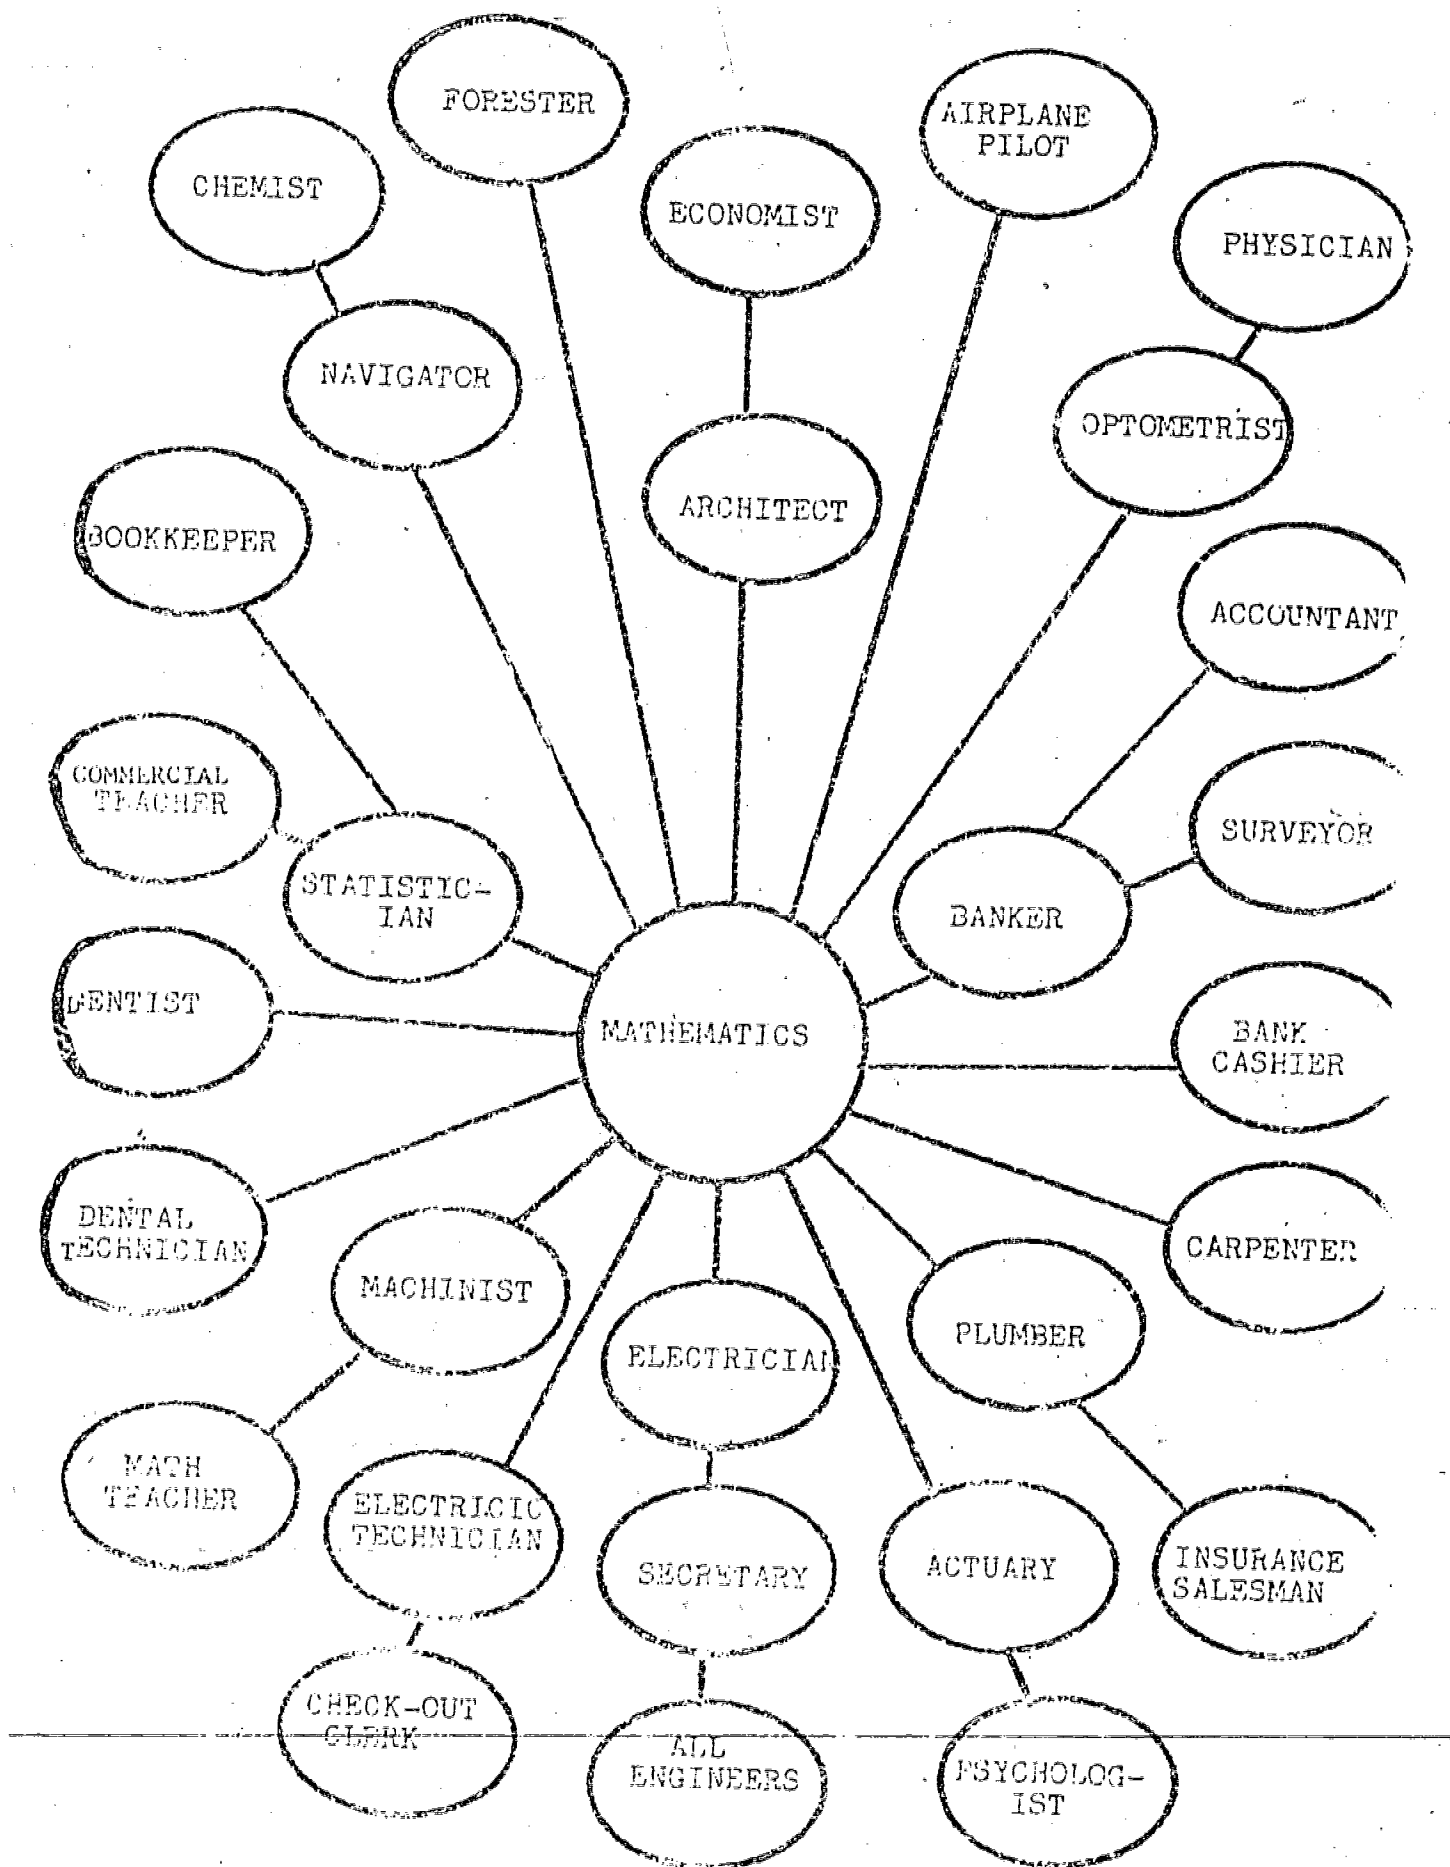 FORESTER
AIRPLANE
PILOT
CHEMIST
ECONOMIST
PHYSICIAN
NAVIGATOR
OPTOMETRIST
ARCHITECT
BOOKKEEPER
ACCOUNTANT
COMMERCIAL
TEACHER
SURVEYOR
STATISTIC-
IAN
BANKER
DENTIST
MATHEMATICS
BANK
CASHIER
DENTAL
TECHNICIAN
CARPENTER
MACHINIST
PLUMBER
ELECTRICIAN
MATH
TEACHER
ELECTRICIC
TECHNICIAN
SECRETARY
ACTUARY
INSURANCE
SALESMAN
CHECK-OUT
CLERK
ALL
ENGINEERS
PSYCHOLOG-
IST